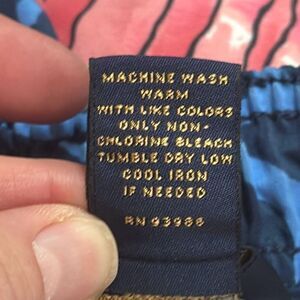 MACHINE WASH
WARM
WITH LIKE COLORS
ONLY NON-
CHLORINE BLEACH
TUMBLE DRY LOW
COOL IRON
IF NEEDED
RN 93986